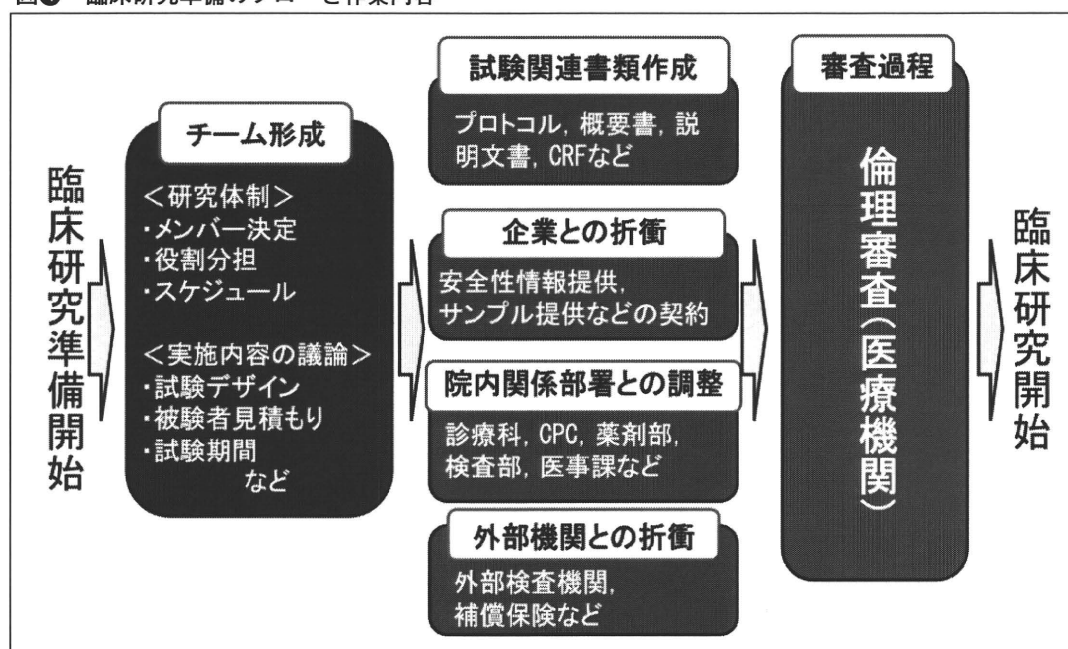 臨床研究準備のフローと作業内容
臨床研究準備開始
チーム形成
＜研究体制＞
・メンバー決定
・役割分担
・スケジュール
＜実施内容の議論＞
・試験デザイン
・被験者見積もり
・試験期間
など
試験関連書類作成
プロトコル, 概要書, 説
明文書, CRFなど
企業との折衝
安全性情報提供,
サンプル提供などの契約
院内関係部署との調整
診療科, CPC, 薬剤部,
検査部, 医事課など
外部機関との折衝
外部検査機関,
補償保険など
審査過程
倫理審査（医療機関）
臨床研究開始